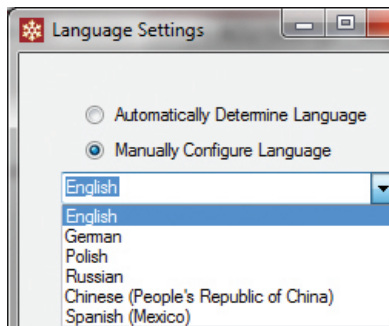 Language Settings
Automatically Determine Language
Manually Configure Language
English
English
German
Polish
Russian
Chinese (People's Republic of China)
Spanish (Mexico)